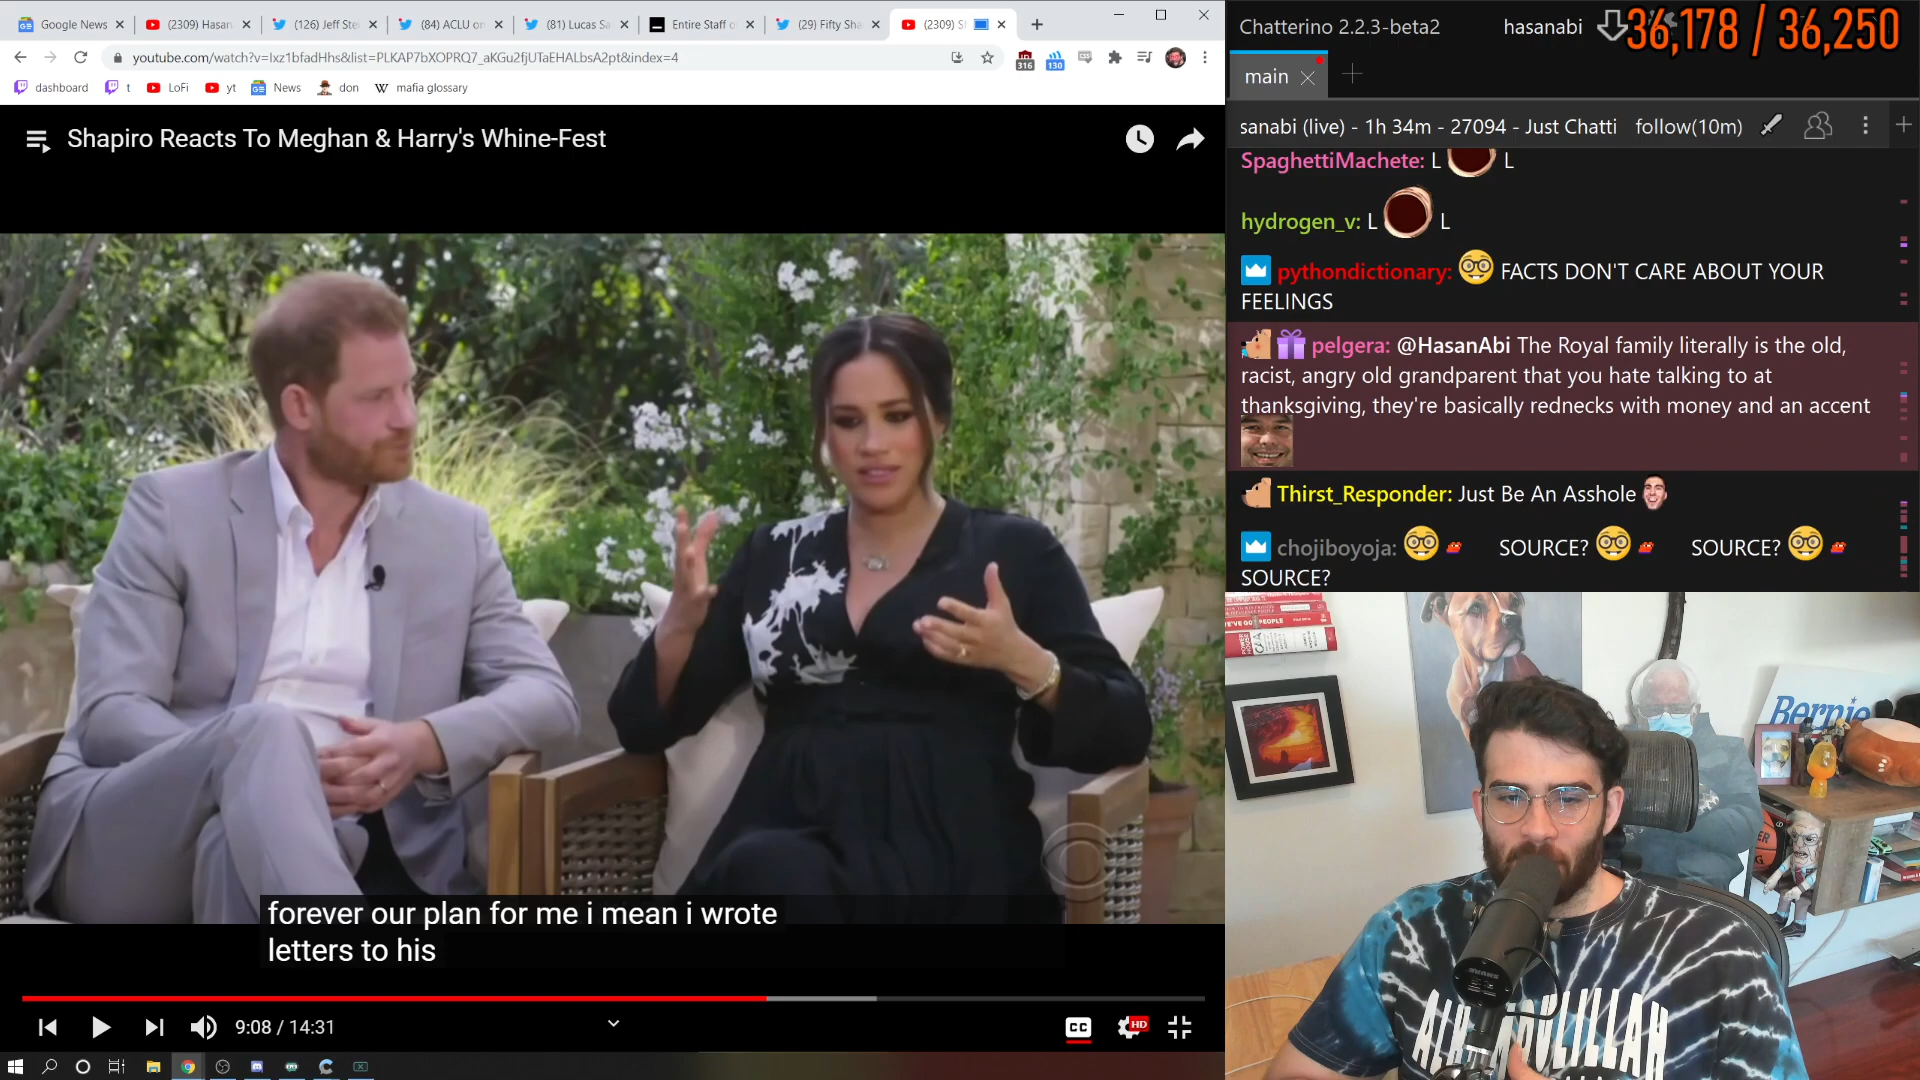 Google News
(2309) Hasan
(126) Jeff Ste
(84) ACLU on
(81) Lucas Sa
Entire Staff o
(29) Fifty Sha
(2309) S
youtube.com/watch?v=Ixz1bfadHhs&list=PLKAP7bXOPRQ7_aKGu2fjUTaEHALbsA2pt&index=4
316
130
dashboard
t
LoFi
yt
News
don
mafia glossary
Shapiro Reacts To Meghan & Harry's Whine-Fest
forever our plan for me i mean i wrote
letters to his
9:08 / 14:31
CC
HD
Chatterino 2.2.3-beta2
hasanabi
36,178 / 36,250
main
sanabi (live) - 1h 34m - 27094 - Just Chatti
follow(10m)
SpaghettiMachete: L L
hydrogen_v: L L
pythondictionary: FACTS DON'T CARE ABOUT YOUR
FEELINGS
pelgera: @HasanAbi The Royal family literally is the old,
racist, angry old grandparent that you hate talking to at
thanksgiving, they're basically rednecks with money and an accent
Thirst_Responder: Just Be An Asshole
chojiboyoja: SOURCE? SOURCE?
SOURCE?
Bernie